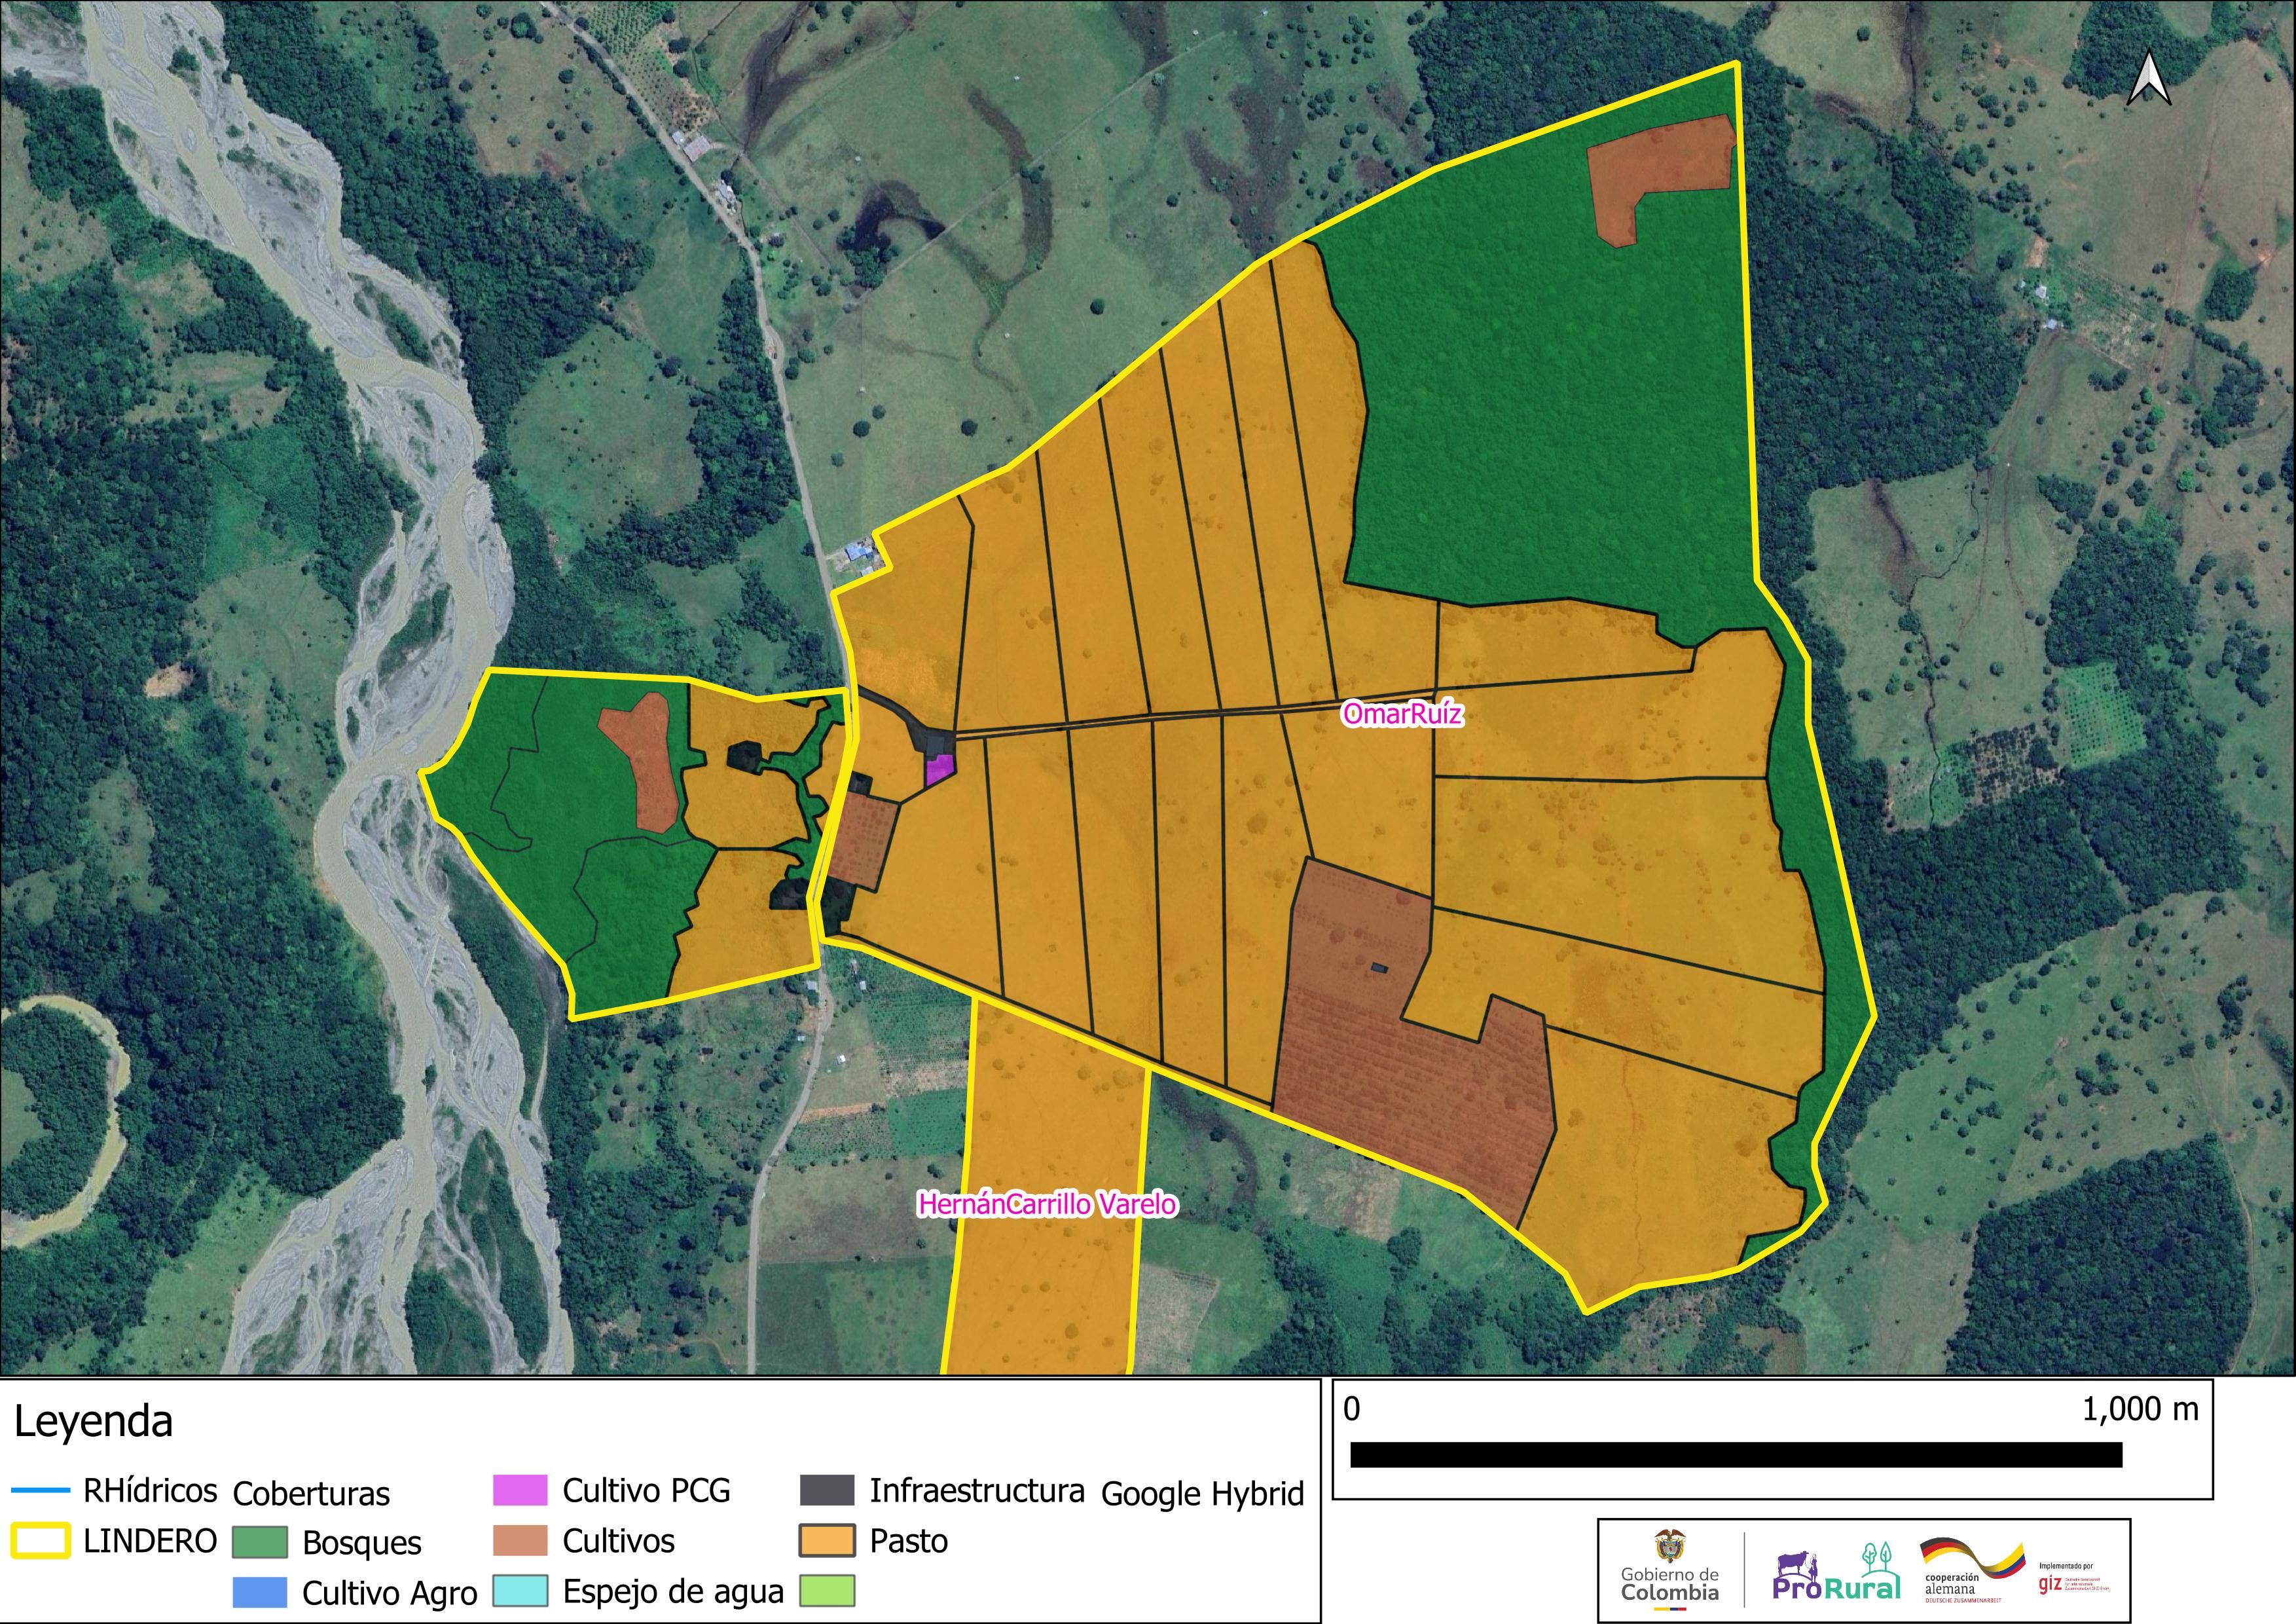 OmarRuíz
HernánCarrillo Varelo
Leyenda
RHídricos
LINDERO
Coberturas
Bosques
Cultivo Agro
Cultivo PCG
Cultivos
Espejo de agua
Infraestructura
Pasto
Google Hybrid
0 1,000 m
Gobierno de
Colombia
ProRural
cooperación
alemana
DEUTSCHE ZUSAMMENARBEIT
Implementado por
giz